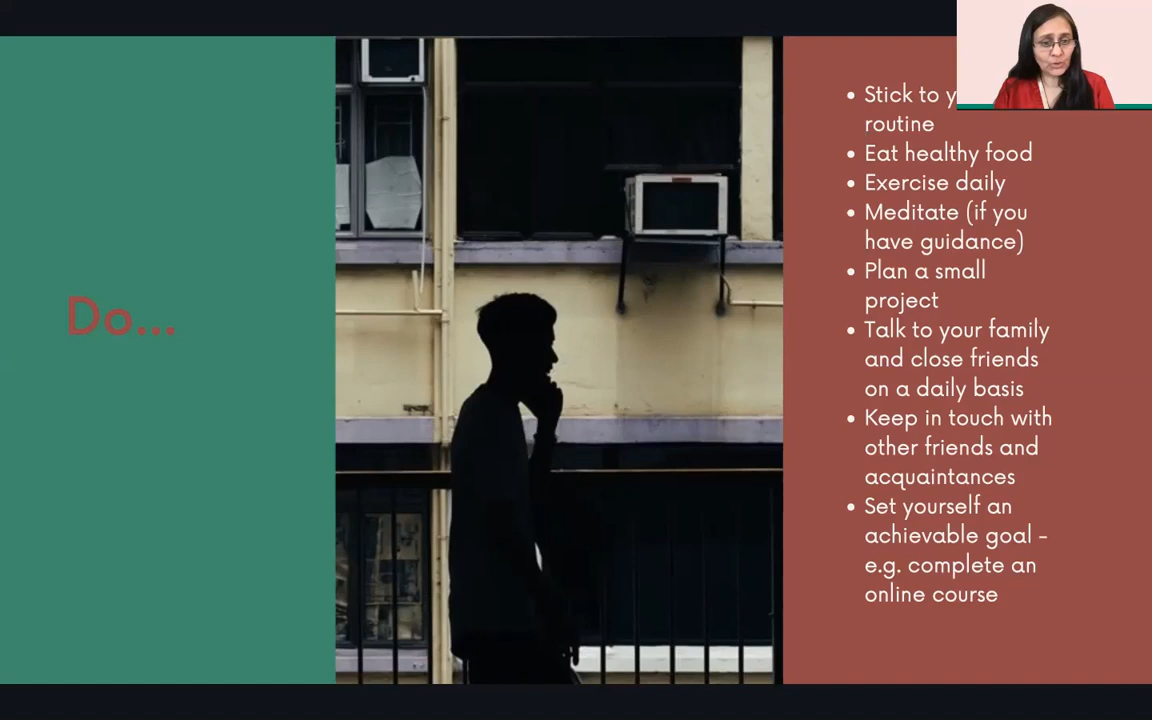 Do...
• Stick to
routine
• Eat healthy food
• Exercise daily
• Meditate (if you
have guidance)
• Plan a small
project
• Talk to your family
and close friends
on a daily basis
• Keep in touch with
other friends and
acquaintances
• Set yourself an
achievable goal -
e.g. complete an
online course